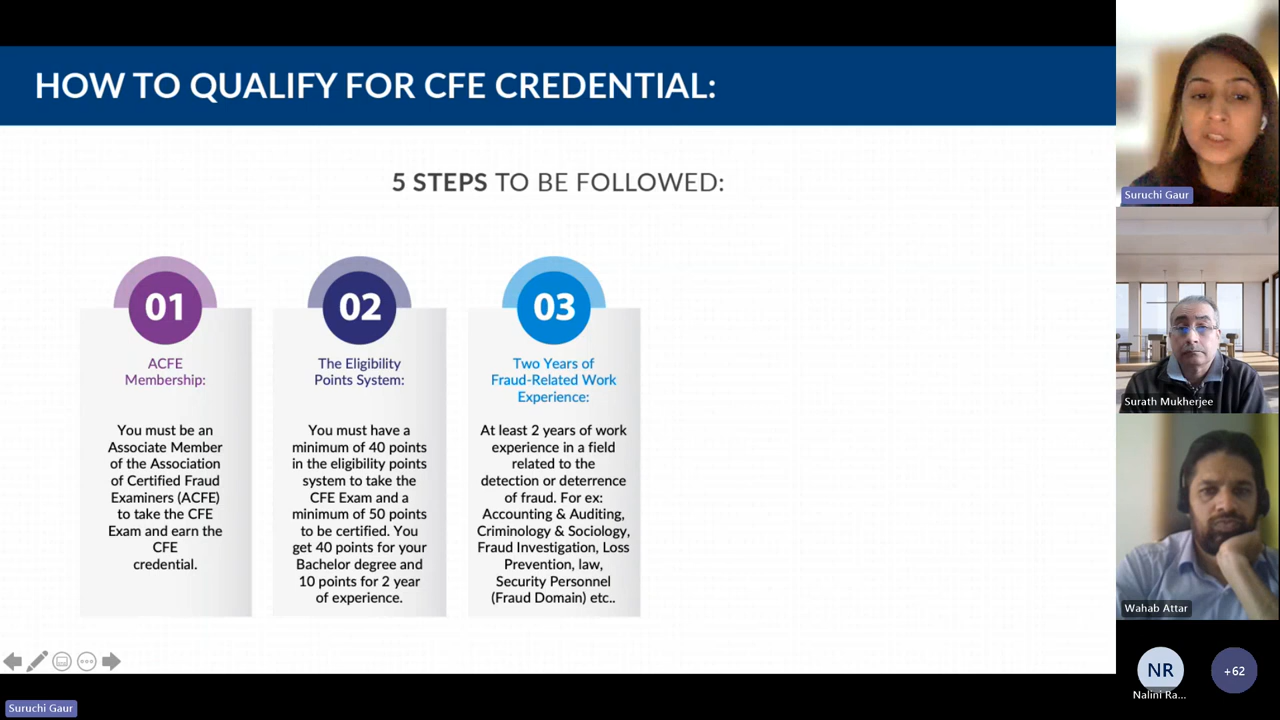 HOW TO QUALIFY FOR CFE CREDENTIAL:
5 STEPS TO BE FOLLOWED:
01
ACFE
Membership:
You must be an
Associate Member
of the Association
of Certified Fraud
Examiners (ACFE)
to take the CFE
Exam and earn the
CFE
credential.
02
The Eligibility
Points System:
You must have a
minimum of 40 points
in the eligibility points
system to take the
CFE Exam and a
minimum of 50 points
to be certified. You
get 40 points for your
Bachelor degree and
10 points for 2 year
of experience.
03
Two Years of
Fraud-Related Work
Experience:
At least 2 years of work
experience in a field
related to the
detection or deterrence
of fraud. For ex:
Accounting & Auditing,
Criminology & Sociology,
Fraud Investigation, Loss
Prevention, law,
Security Personnel
(Fraud Domain) etc..
Suruchi Gaur
Suruchi Gaur
Surath Mukherjee
Wahab Attar
NR
Nalini Ra...
+62